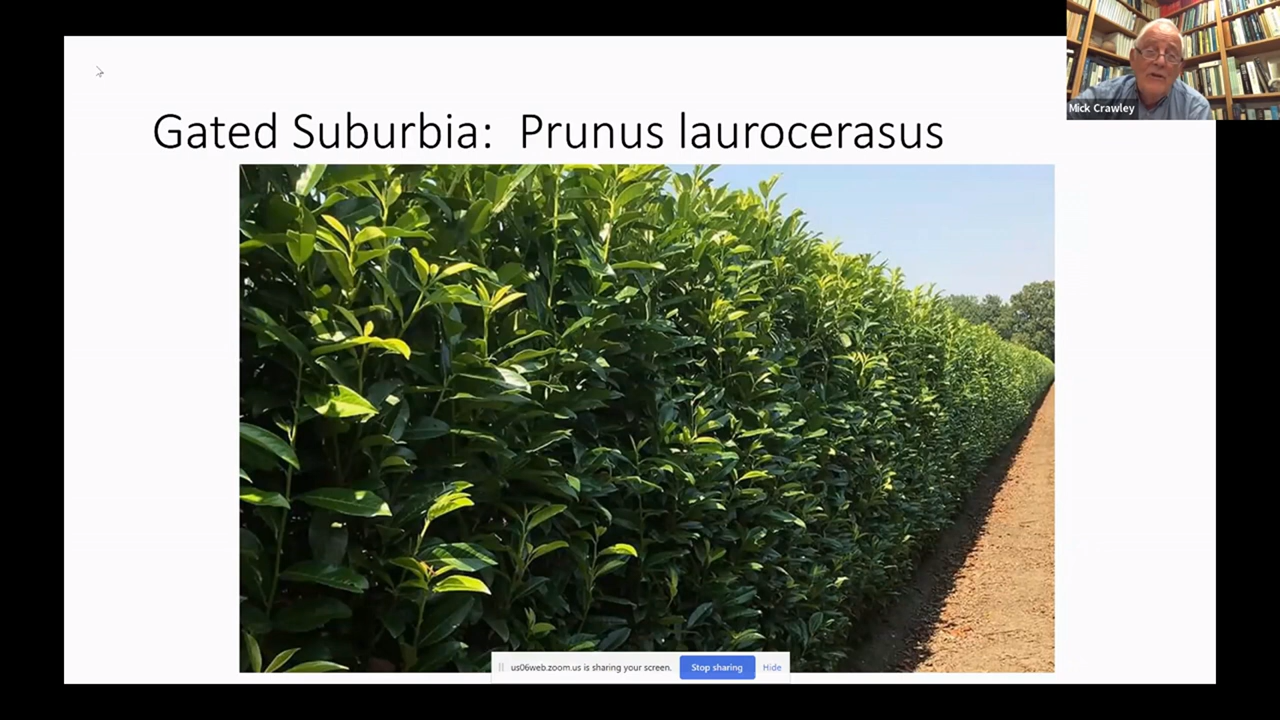 Mick Crawley
Gated Suburbia: Prunus laurocerasus
us06web.zoom.us is sharing your screen. Stop sharing Hide